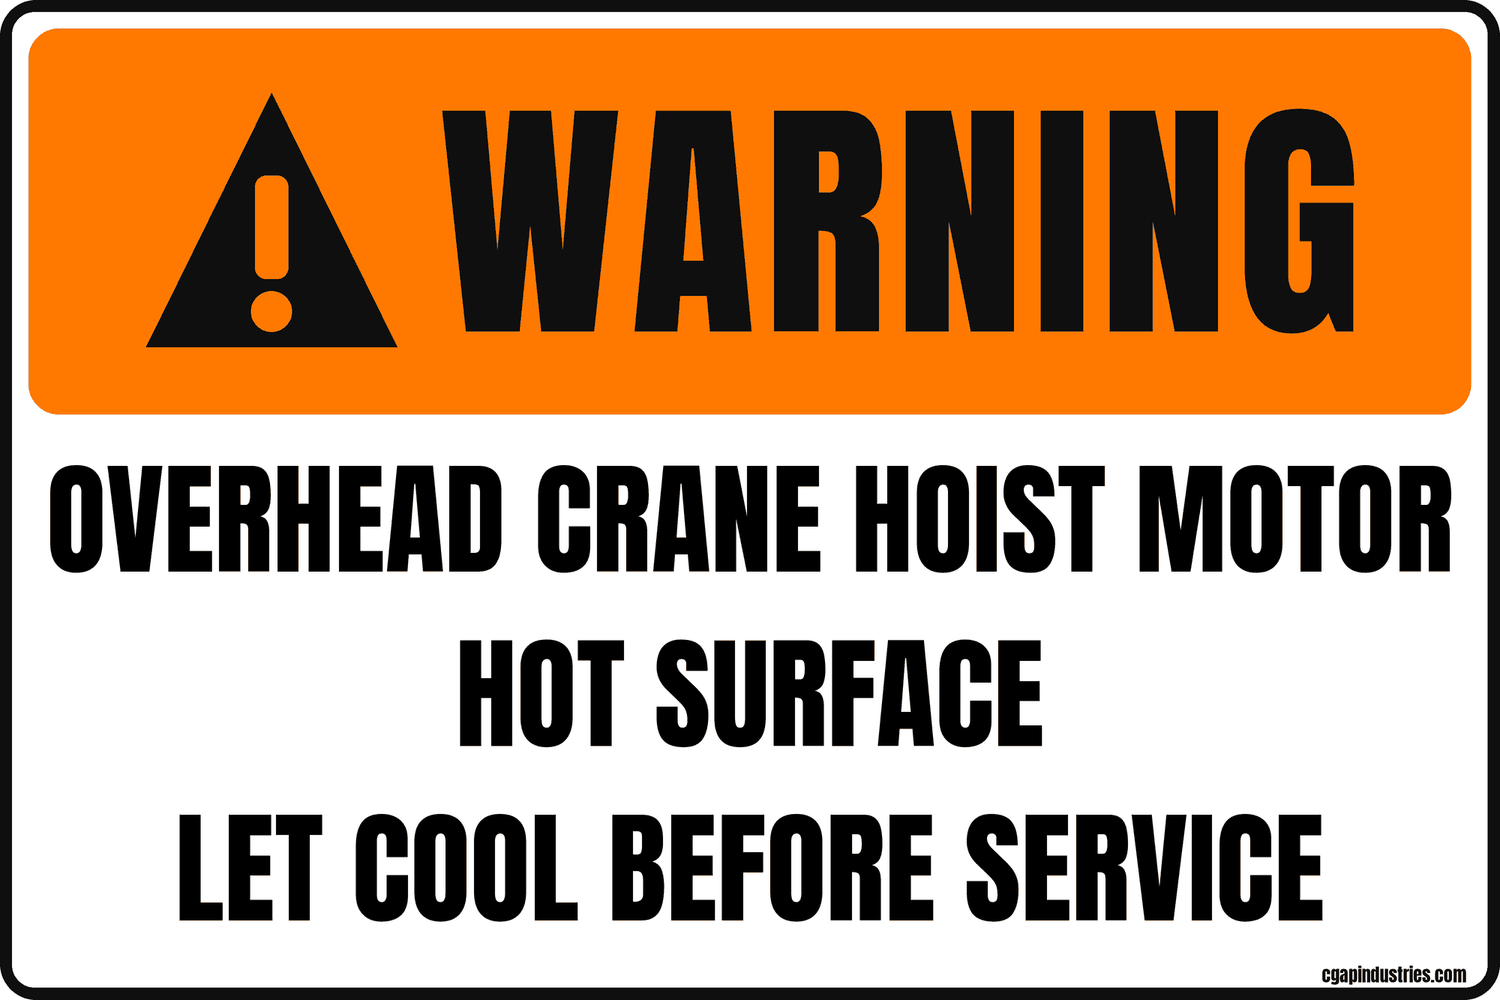 WARNING
OVERHEAD CRANE HOIST MOTOR
HOT SURFACE
LET COOL BEFORE SERVICE
cgapindustries.com